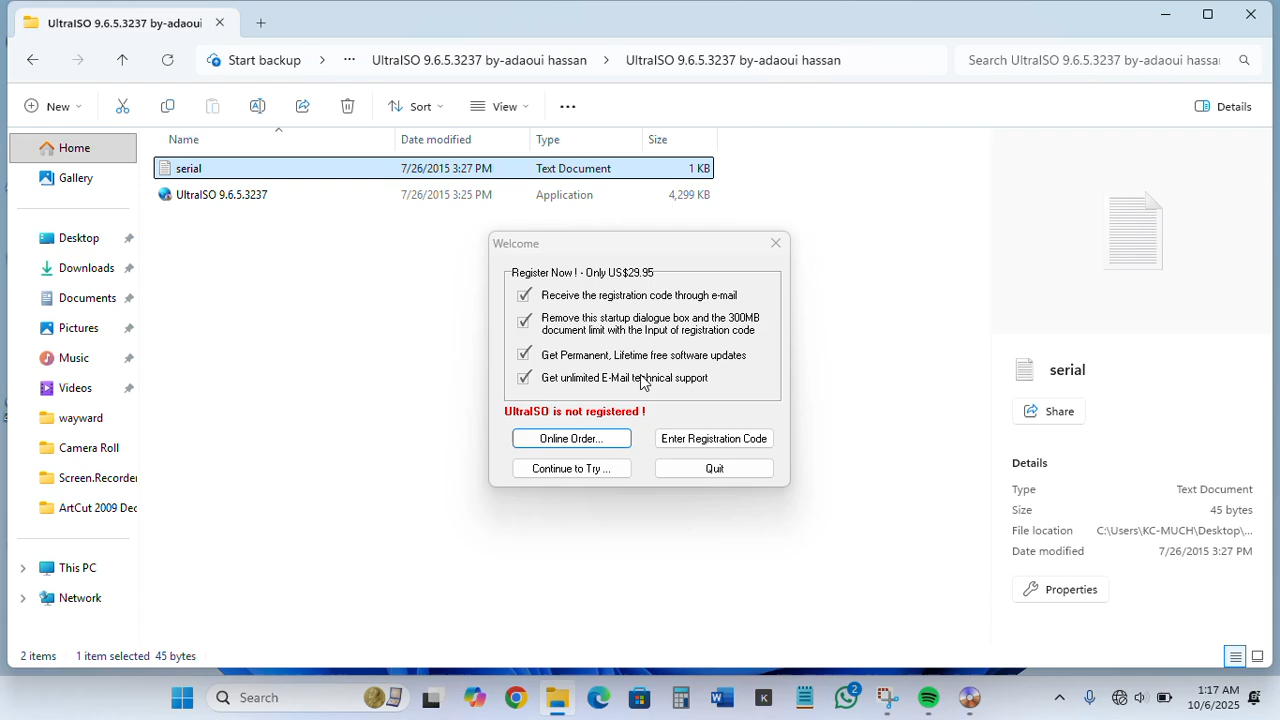 UltraISO 9.6.5.3237 by-adaoui
Start backup
UltraISO 9.6.5.3237 by-adaoui hassan
UltraISO 9.6.5.3237 by-adaoui hassan
Search UltraISO 9.6.5.3237 by-adaoui hassa
New
Sort
View
Details
Name
Date modified
Type
Size
Home
Gallery
Desktop
Downloads
Documents
Pictures
Music
Videos
wayward
Camera Roll
Screen.Recorde
ArtCut 2009 Dec
This PC
Network
serial 7/26/2015 3:27 PM Text Document 1 KB
UltraISO 9.6.5.3237 7/26/2015 3:25 PM Application 4,299 KB
Welcome
Register Now ! - Only US$29.95
Receive the registration code through e-mail
Remove this startup dialogue box and the 300MB
document limit with the Input of registration code
Get Permanent, Lifetime free software updates
Get unlimited E-Mail technical support
UltraISO is not registered !
Online Order...
Enter Registration Code
Continue to Try ...
Quit
serial
Share
Details
Type Text Document
Size 45 bytes
File location C:\Users\KC-MUCH\Desktop\...
Date modified 7/26/2015 3:27 PM
Properties
2 items
1 item selected 45 bytes
Search
K
2
1:17 AM
10/6/2025